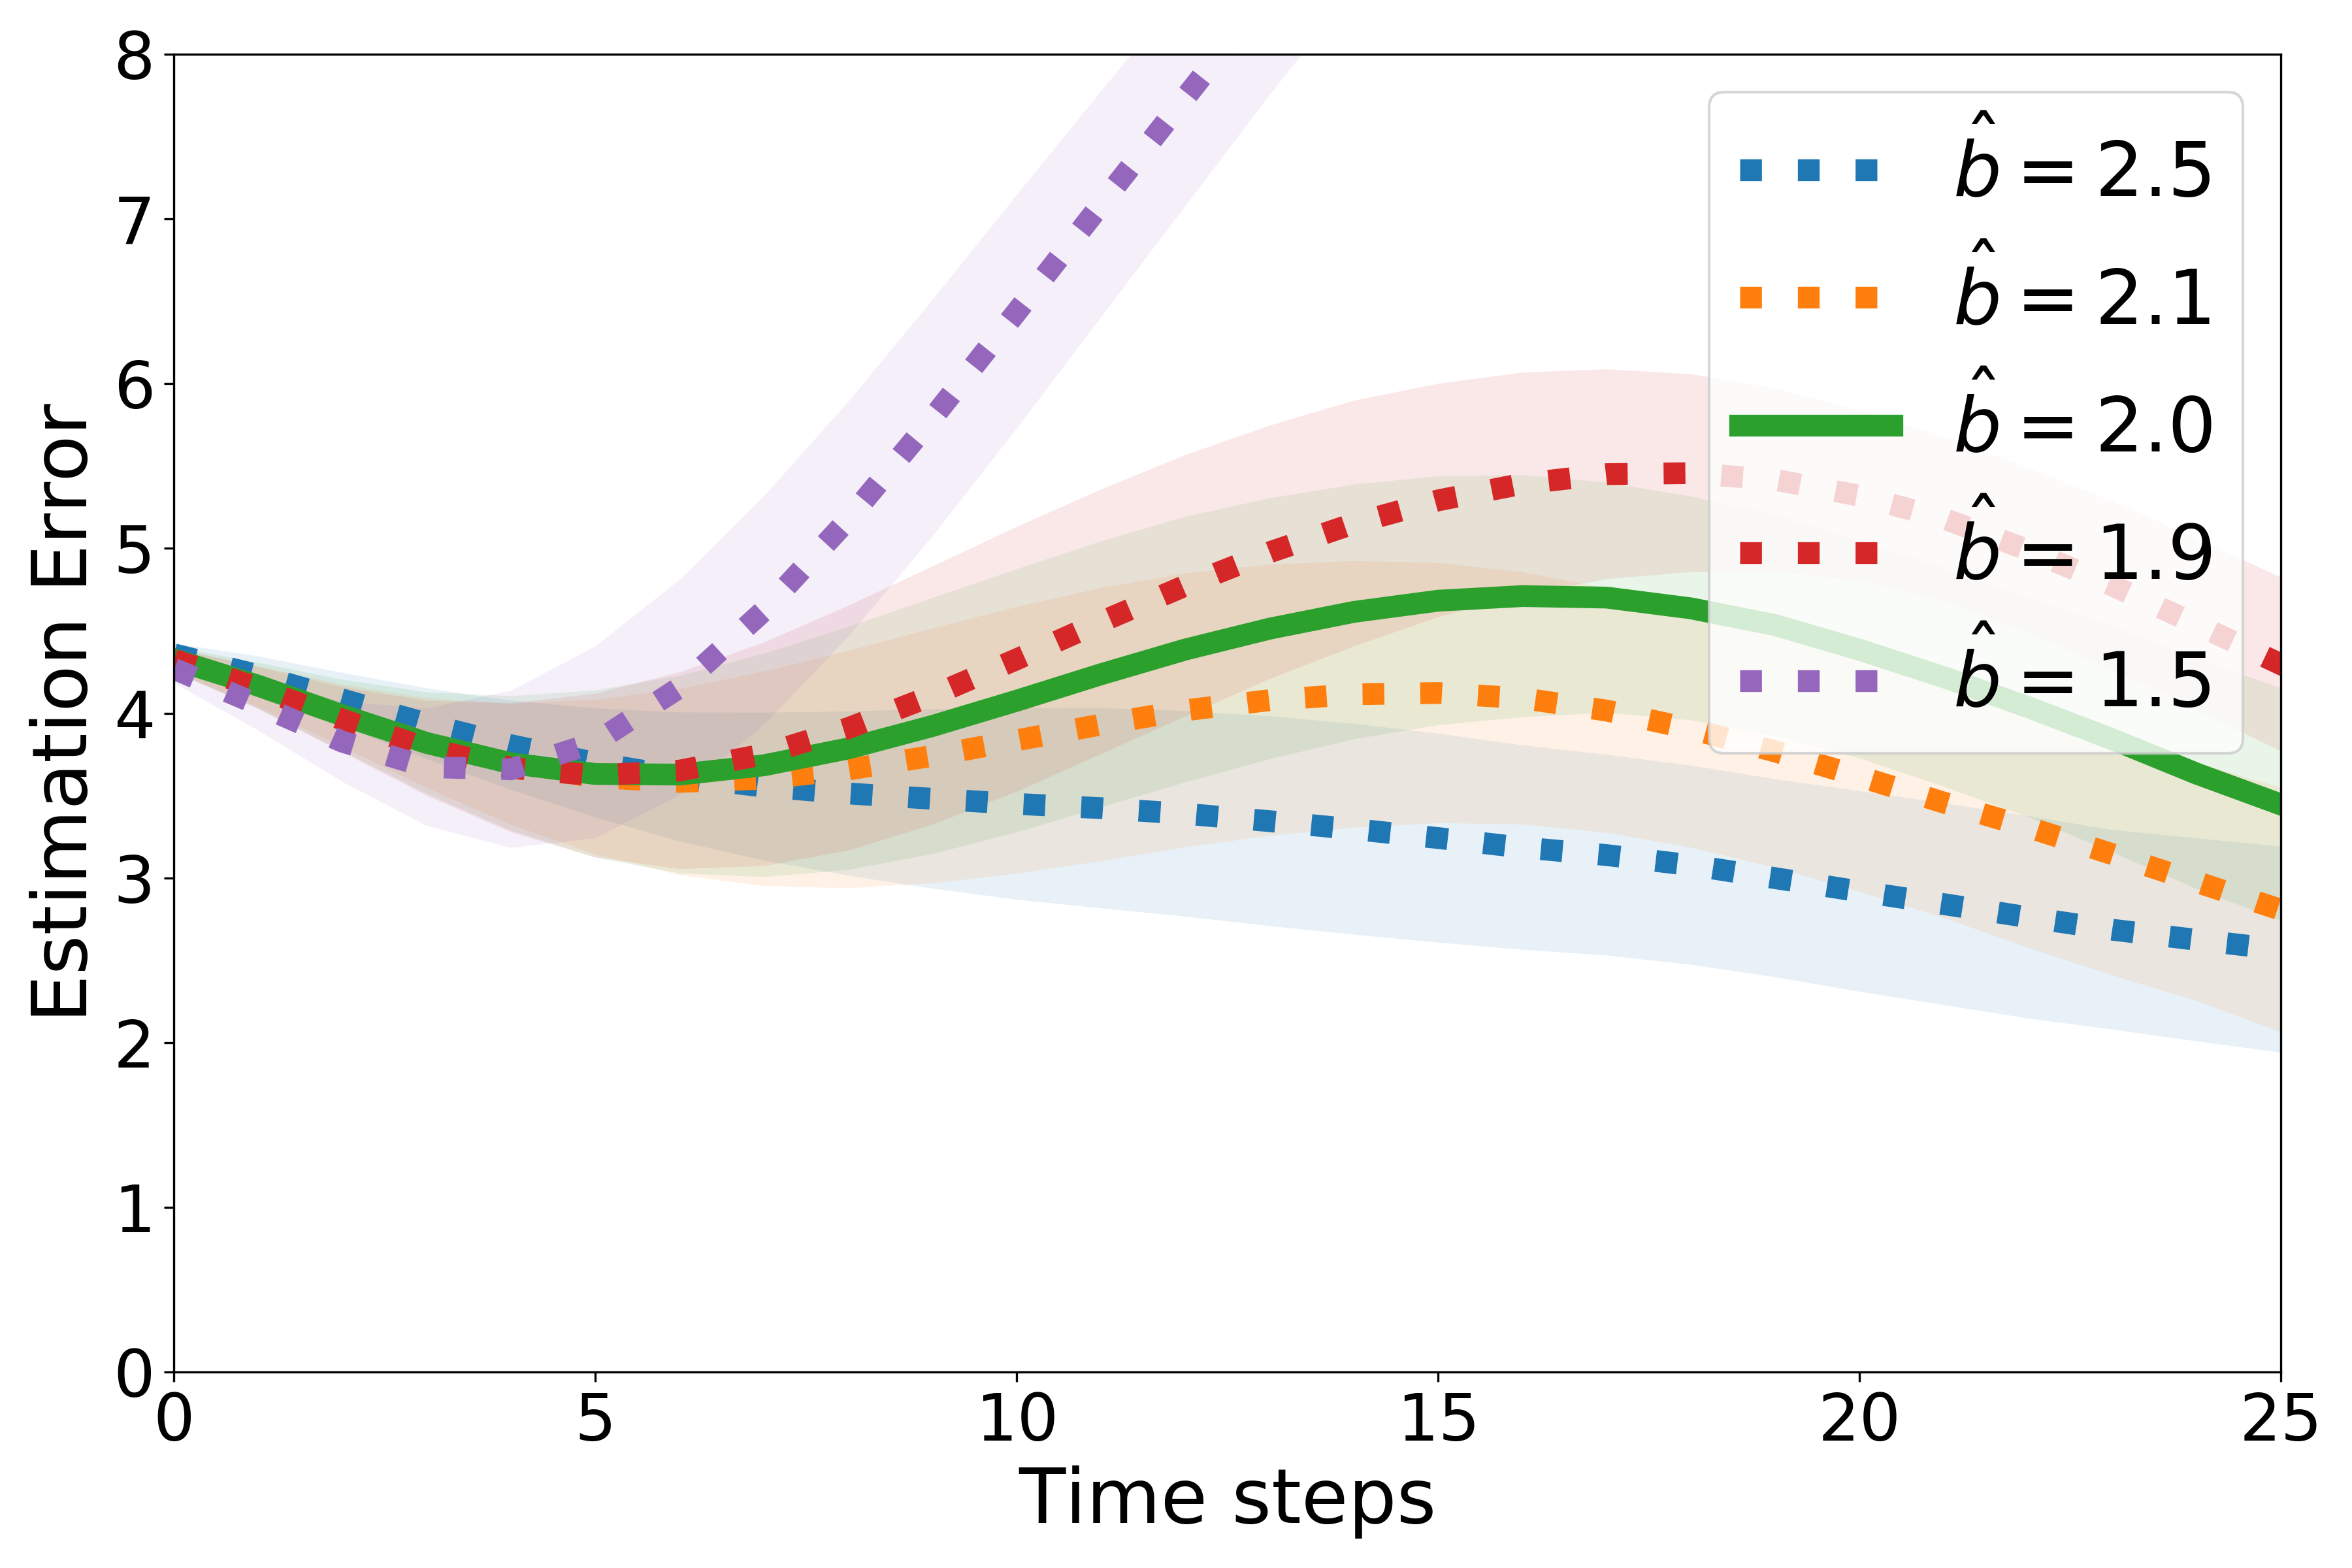 Estimation Error
8
7
6
5
4
3
2
1
0
0 5 10 15 20 25
Time steps
b̂ = 2.5
b̂ = 2.1
b̂ = 2.0
b̂ = 1.9
b̂ = 1.5